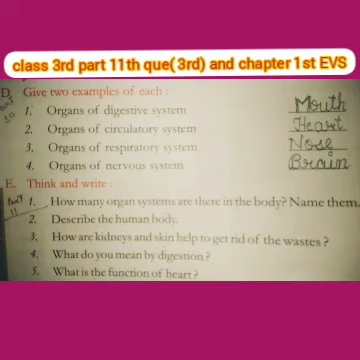 class 3rd part 11th que(3rd) and chapter 1st EVS
D. Give two examples of each :
1. Organs of digestive system Mouth
2. Organs of circulatory system Heart
3. Organs of respiratory system Nose
4. Organs of nervous system Brain
E. Think and write :
1. How many organ systems are there in the body? Name them.
2. Describe the human body.
3. How are kidneys and skin help to get rid of the wastes ?
4. What do you mean by digestion ?
5. What is the function of heart ?